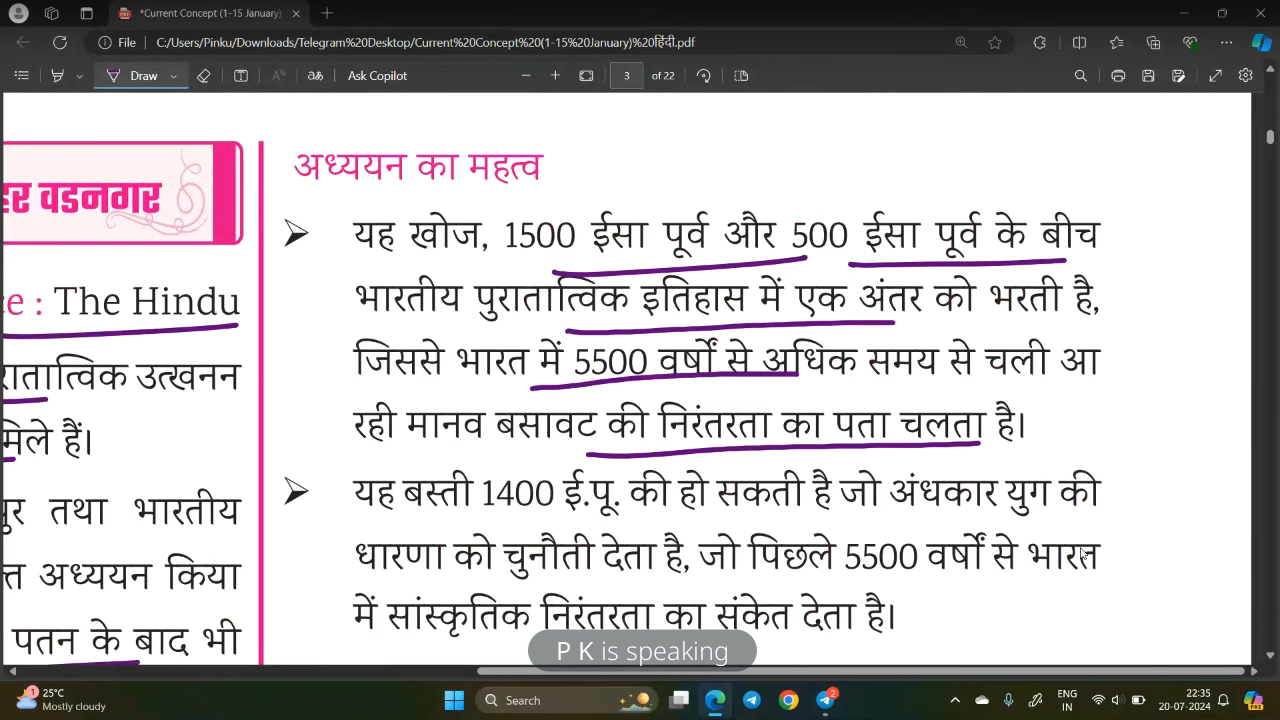 *Current Concept (1-15 January)
File
C:/Users/Pinku/Downloads/Telegram%20Desktop/Current%20Concept%20(1-15%20January)%20हिंदी.pdf
Draw
Ask Copilot
3
of 22
हर वडनगर
e : The Hindu
रातात्विक उत्खनन
मिले हैं।
पुर तथा भारतीय
त्त अध्ययन किया
पतन के बाद भी
अध्ययन का महत्व
यह खोज, 1500 ईसा पूर्व और 500 ईसा पूर्व के बीच
भारतीय पुरातात्विक इतिहास में एक अंतर को भरती है,
जिससे भारत में 5500 वर्षों से अधिक समय से चली आ
रही मानव बसावट की निरंतरता का पता चलता है।
यह बस्ती 1400 ई.पू. की हो सकती है जो अंधकार युग की
धारणा को चुनौती देता है, जो पिछले 5500 वर्षों से भारत
में सांस्कृतिक निरंतरता का संकेत देता है।
P K is speaking
1
25°C
Mostly cloudy
Search
2
ENG
IN
22:35
20-07-2024